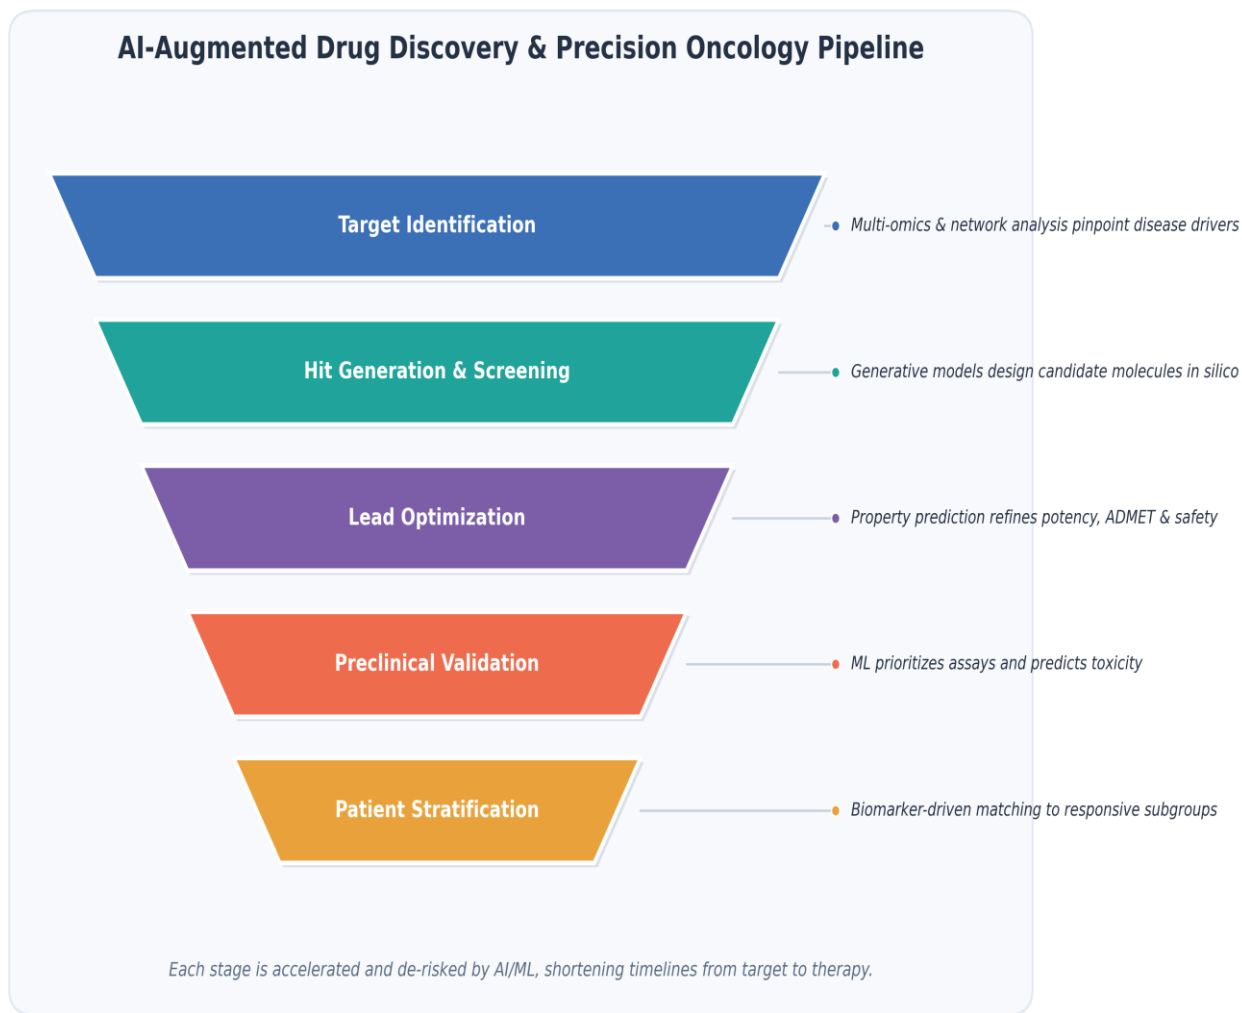 AI-Augmented Drug Discovery & Precision Oncology Pipeline
Target Identification
Multi-omics & network analysis pinpoint disease drivers
Hit Generation & Screening
Generative models design candidate molecules in silico
Lead Optimization
Property prediction refines potency, ADMET & safety
Preclinical Validation
ML prioritizes assays and predicts toxicity
Patient Stratification
Biomarker-driven matching to responsive subgroups
Each stage is accelerated and de-risked by AI/ML, shortening timelines from target to therapy.